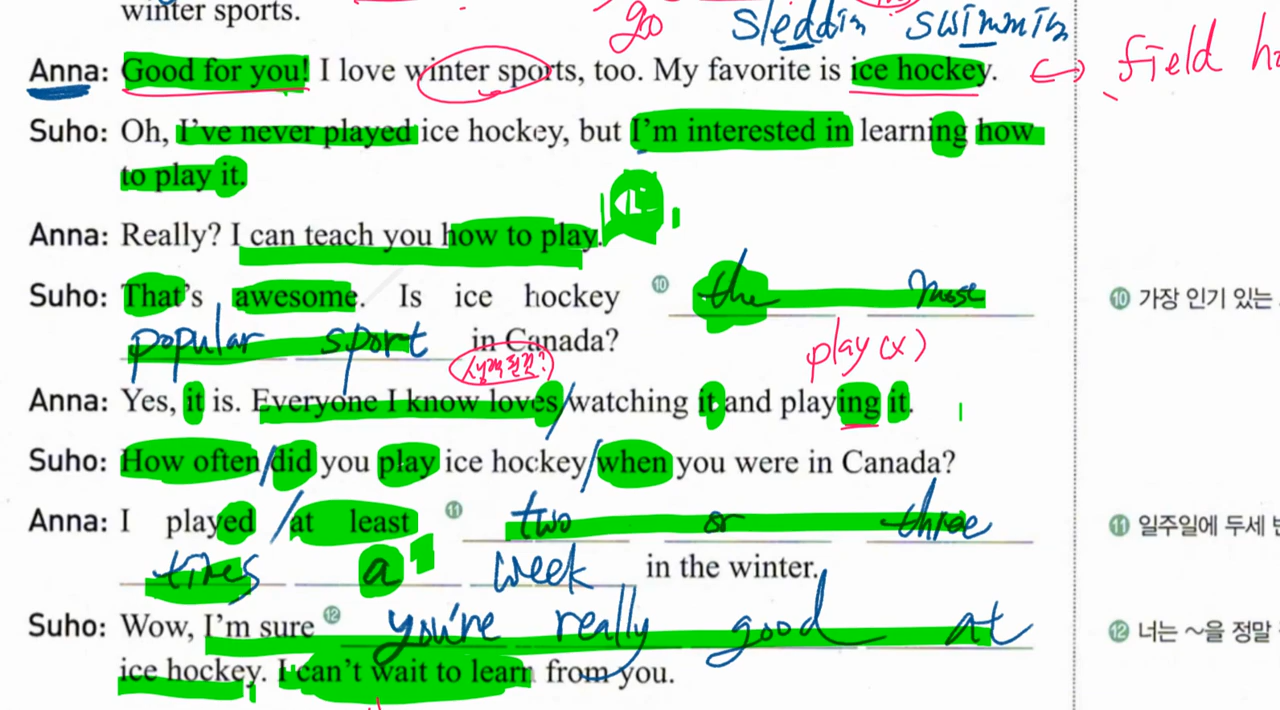 winter sports.
go sleddin swimmin
Anna: Good for you! I love winter sports, too. My favorite is ice hockey. ↔ field
Suho: Oh, I've never played ice hockey, but I'm interested in learning how
to play it.
Anna: Really? I can teach you how to play.
Suho: That's awesome. Is ice hockey ⑩ the most ⑩ 가장 인기 있는
popular sport in Canada?
생략된것? play(x)
Anna: Yes, it is. Everyone I know loves/watching it and playing it.
Suho: How often/did you play ice hockey/when you were in Canada?
Anna: I played/at least ⑪ two or three ⑪ 일주일에 두세
times a week in the winter.
Suho: Wow, I'm sure ⑫ you're really good at ⑫ 너는 ~을 정말
ice hockey. I can't wait to learn from you.